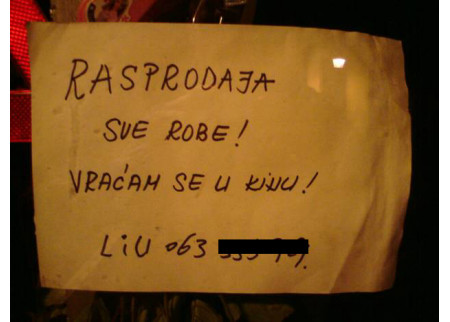 RASPRODAJA
SVE ROBE!
VRAĆAM SE U KINU!
LiU 063